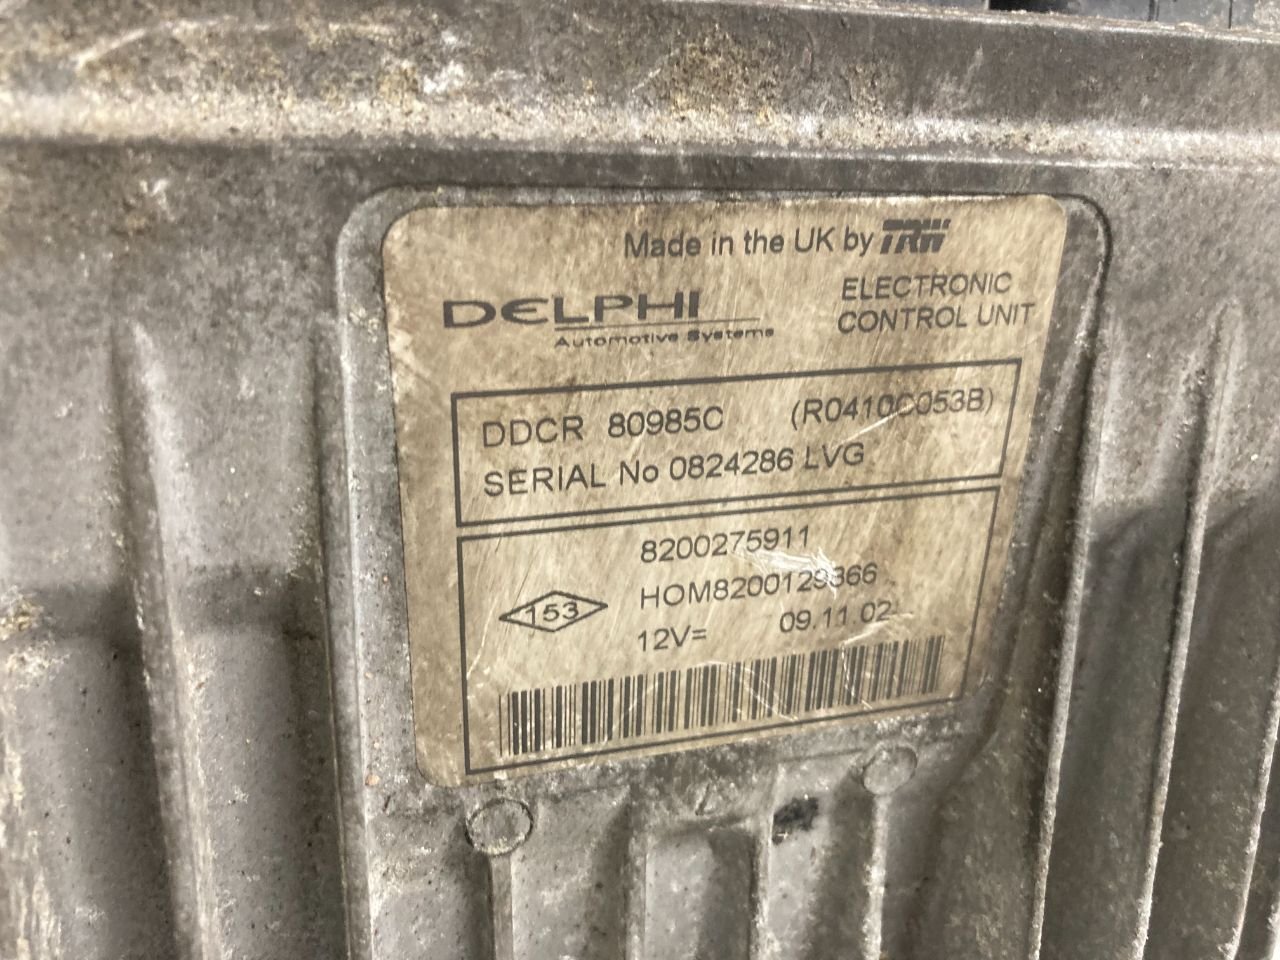 Made in the UK by TRW
DELPHI
Automotive Systems
ELECTRONIC
CONTROL UNIT
DDCR 80985C (R0410C053B)
SERIAL No 0824286 LVG
8200275911
HOM8200129366
153
12V= 09.11.02